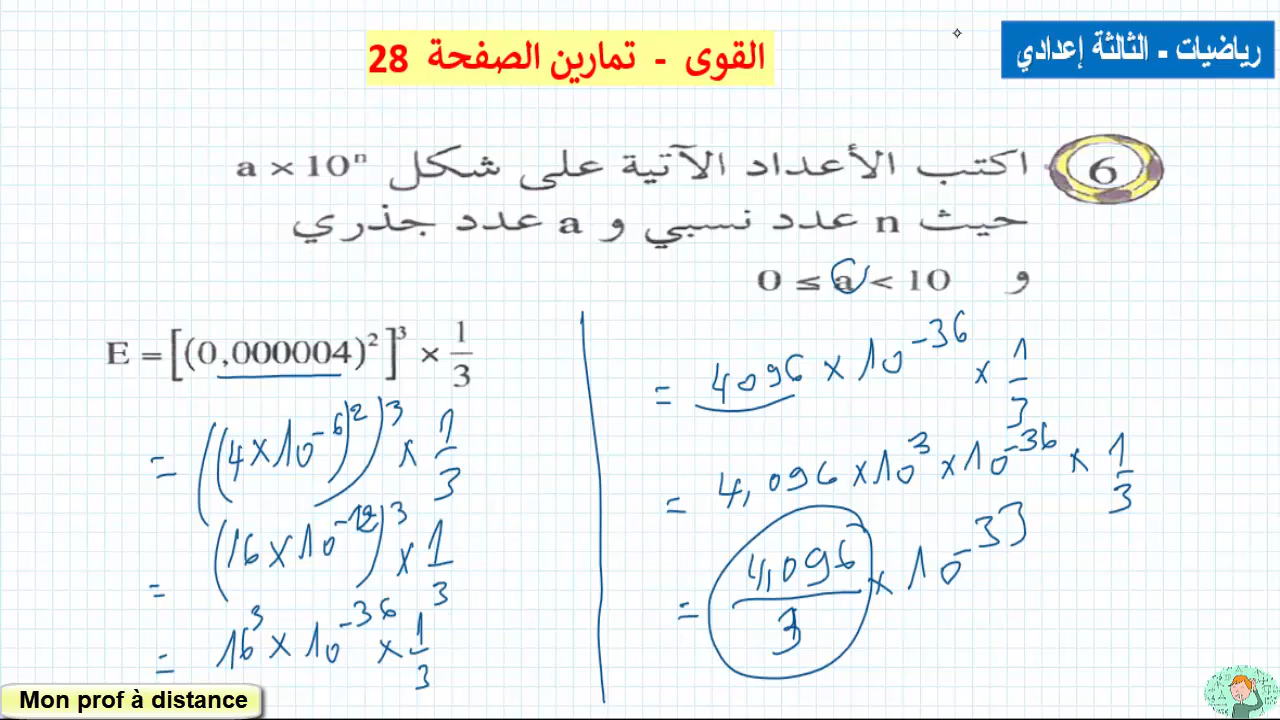 رياضيات - الثالثة إعدادي
القوى - تمارين الصفحة 28
6 اكتب الأعداد الآتية على شكل a × 10ⁿ
حيث n عدد نسبي و a عدد جذري
و 0 ≤ a < 10
E = [(0,000004)²]³ × 1/3
= ((4 × 10⁻⁶)²)³ × 1/3
= (16 × 10⁻¹²)³ × 1/3
= 16³ × 10⁻³⁶ × 1/3
= 4096 × 10⁻³⁶ × 1/3
= 4,096 × 10³ × 10⁻³⁶ × 1/3
= 4,096/3 × 10⁻³³
Mon prof à distance